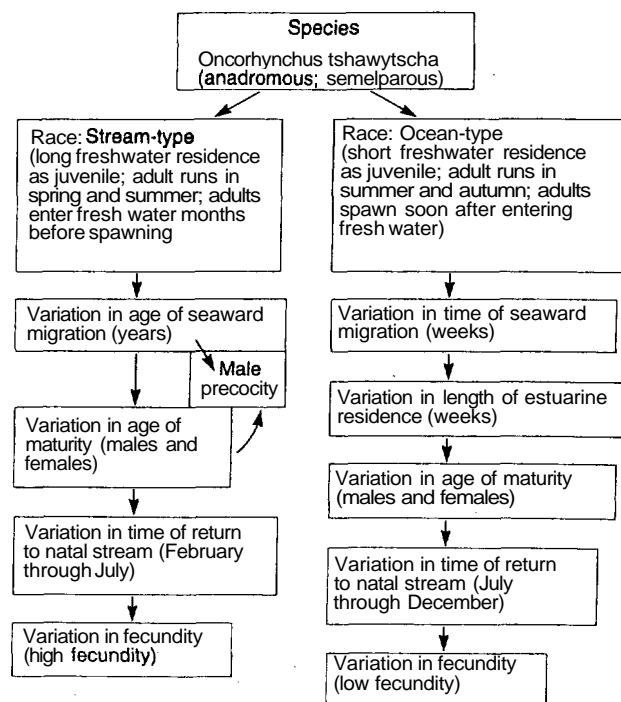 Species
Oncorhynchus tshawytscha
(anadromous; semelparous)
Race: Stream-type
(long freshwater residence
as juvenile; adult runs in
spring and summer; adults
enter fresh water months
before spawning
Variation in age of seaward
migration (years)
Male
precocity
Variation in age of
maturity (males and
females)
Variation in time of return
to natal stream (February
through July)
Variation in fecundity
(high fecundity)
Race: Ocean-type
(short freshwater residence
as juvenile; adult runs in
summer and autumn; adults
spawn soon after entering
fresh water)
Variation in time of seaward
migration (weeks)
Variation in length of estuarine
residence (weeks)
Variation in age of maturity
(males and females)
Variation in time of return
to natal stream (July
through December)
Variation in fecundity
(low fecundity)